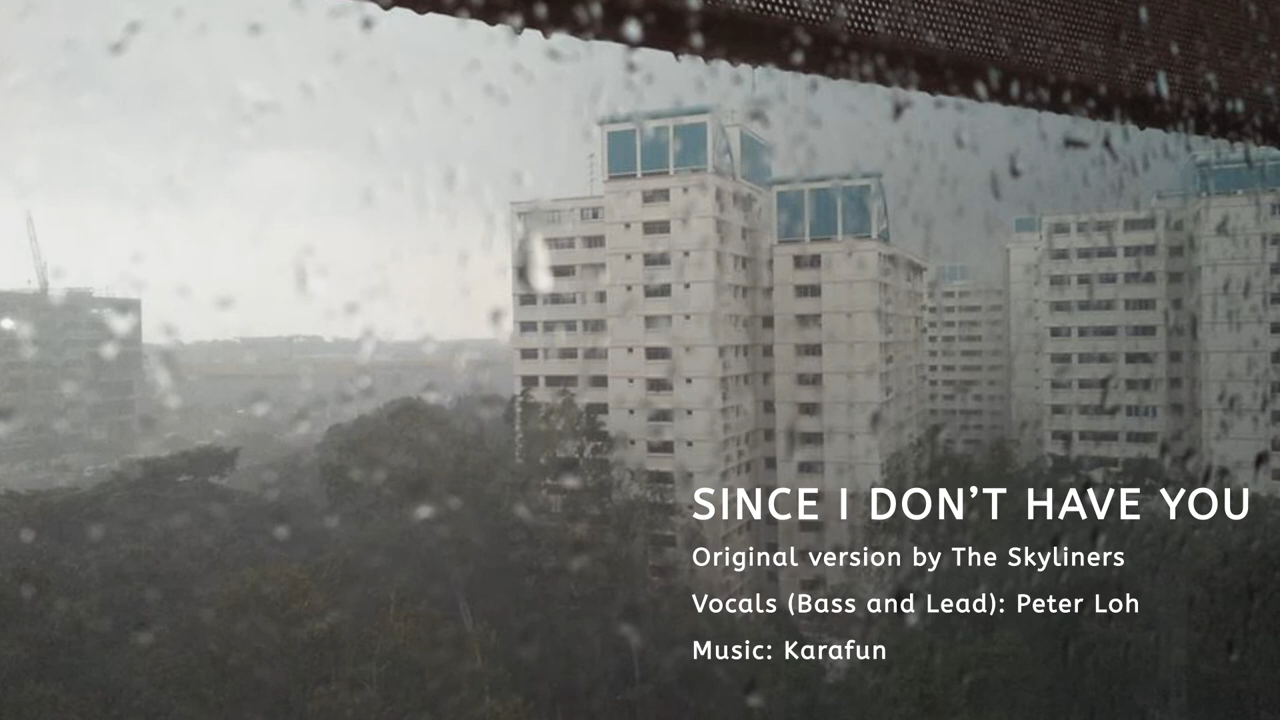 SINCE I DON’T HAVE YOU
Original version by The Skyliners
Vocals (Bass and Lead): Peter Loh
Music: Karafun